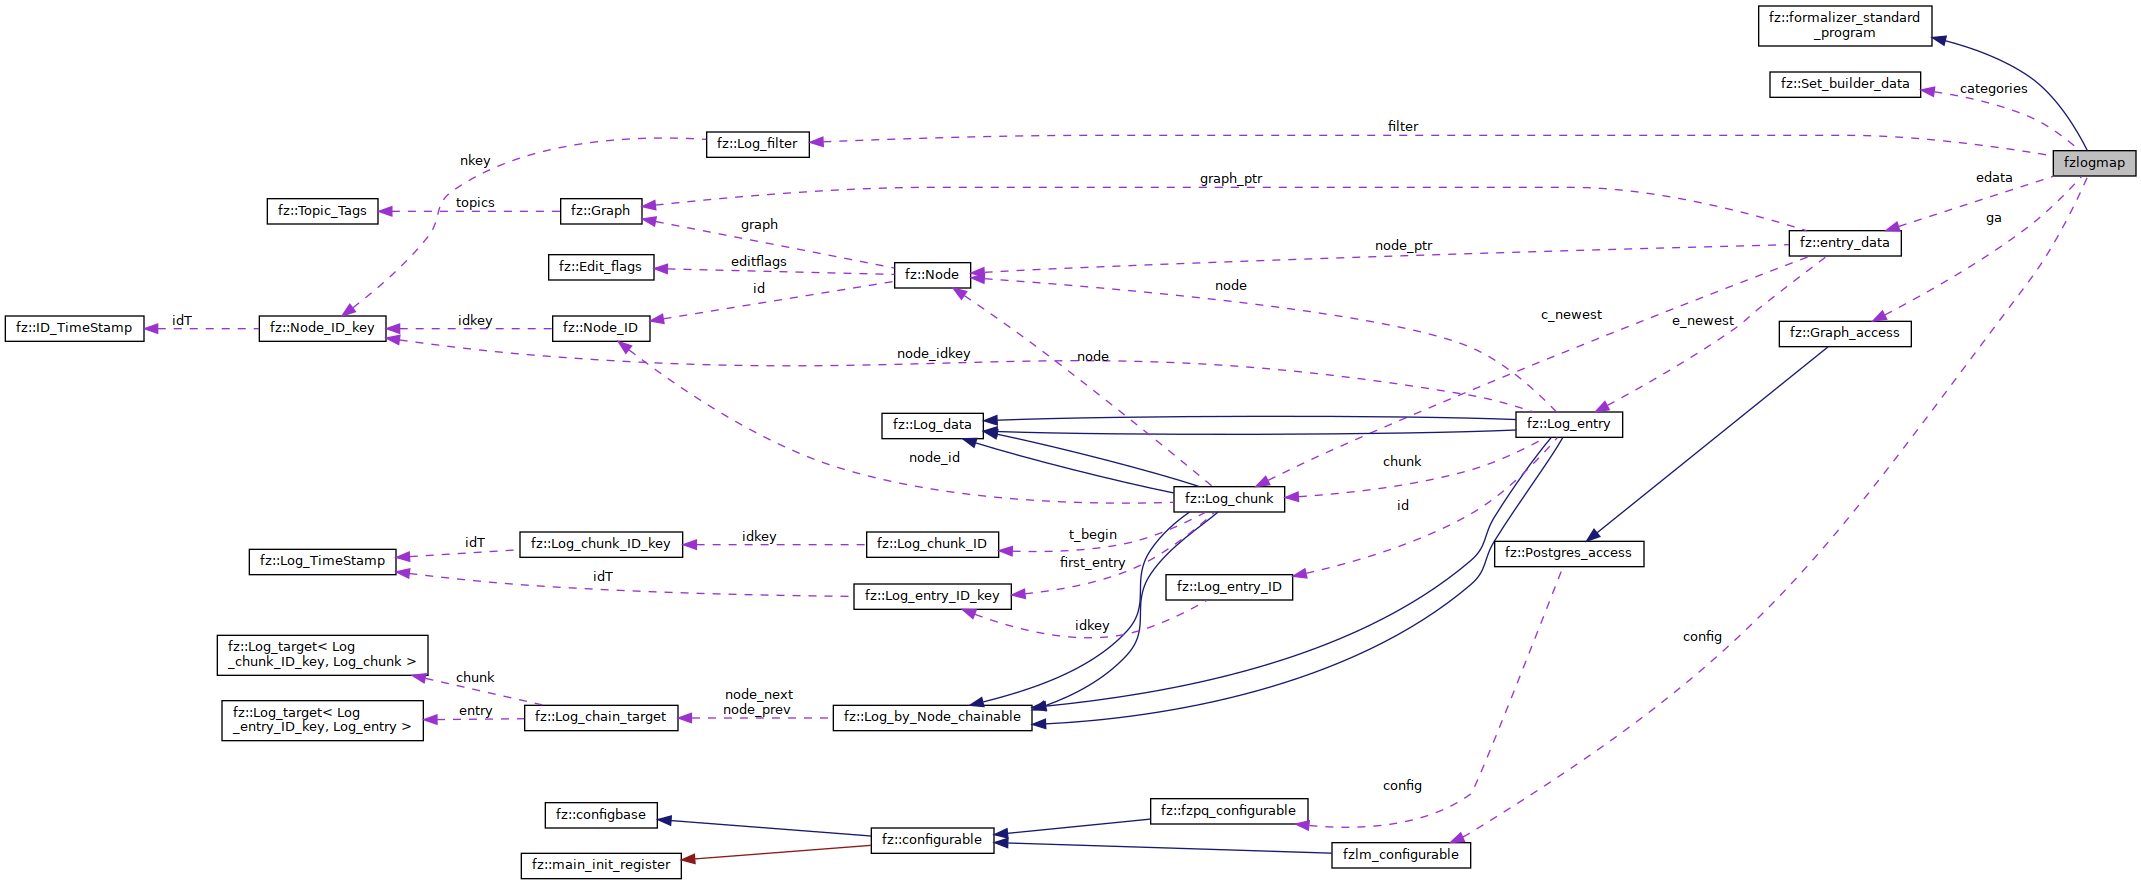 fz::formalizer_standard
_program
fz::Set_builder_data
categories
filter
fz::Log_filter
nkey
fzlogmap
graph_ptr
edata
fz::Topic_Tags
topics
fz::Graph
ga
graph
fz::entry_data
node_ptr
editflags
fz::Edit_flags
fz::Node
id
node
c_newest
e_newest
fz::ID_TimeStamp
idT
fz::Node_ID_key
idkey
fz::Node_ID
fz::Graph_access
node_idkey
node
fz::Log_data
fz::Log_entry
node_id
chunk
fz::Log_chunk
id
t_begin
idT
fz::Log_chunk_ID_key
idkey
fz::Log_chunk_ID
fz::Postgres_access
fz::Log_TimeStamp
first_entry
idT
fz::Log_entry_ID_key
fz::Log_entry_ID
idkey
config
fz::Log_target< Log
_chunk_ID_key, Log_chunk >
chunk
node_next
node_prev
fz::Log_target< Log
_entry_ID_key, Log_entry >
entry
fz::Log_chain_target
fz::Log_by_Node_chainable
config
fz::configbase
fz::fzpq_configurable
fz::configurable
fz::main_init_register
fzlm_configurable